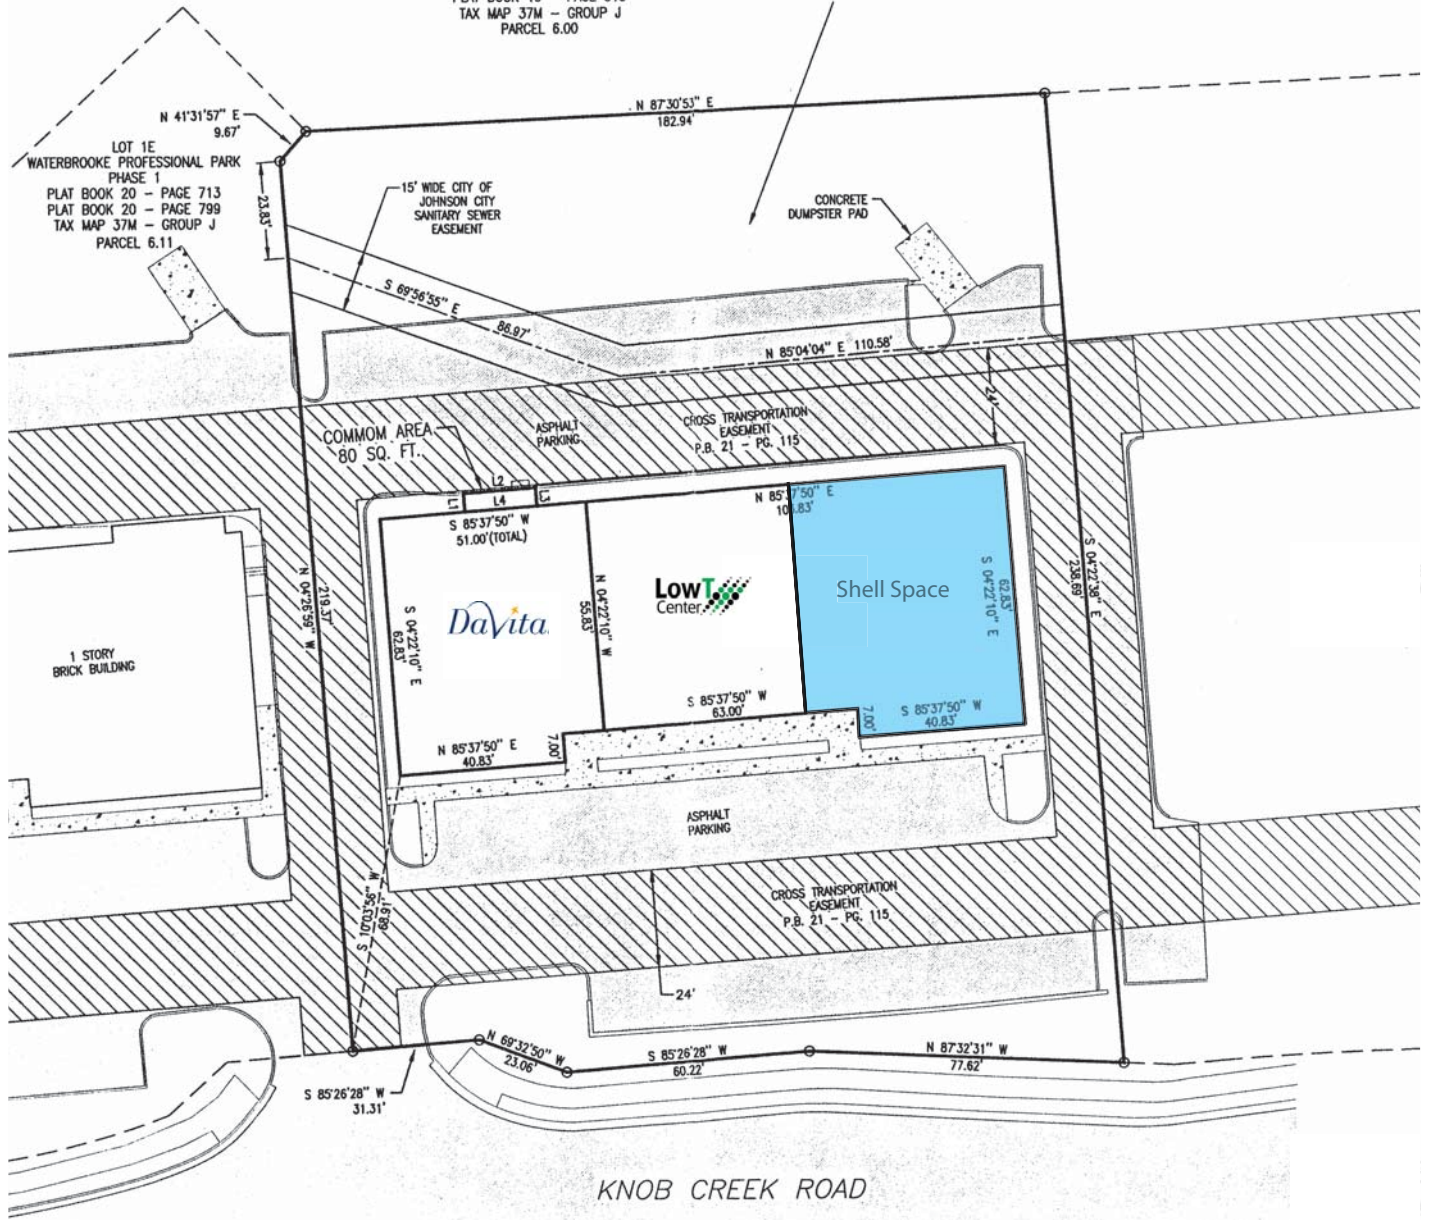 TAX MAP 37M - GROUP J
PARCEL 6.00
N 41°31'57" E
9.67'
. N 87°30'53" E
182.94'
LOT 1E
WATERBROOKE PROFESSIONAL PARK
PHASE 1
PLAT BOOK 20 - PAGE 713
PLAT BOOK 20 - PAGE 799
TAX MAP 37M - GROUP J
PARCEL 6.11
23.83'
15' WIDE CITY OF
JOHNSON CITY
SANITARY SEWER
EASEMENT
CONCRETE
DUMPSTER PAD
S 69°56'55" E
86.97'
N 85°04'04" E 110.58'
24'
COMMOM AREA
80 SQ. FT.
ASPHALT
PARKING
CROSS TRANSPORTATION
EASEMENT
P.B. 21 - PG. 115
L2
L1
L4
L3
S 85°37'50" W
51.00'(TOTAL)
N 85°37'50" E
N 04°26'59" W
219.37'
S 04°22'10" E
62.83'
DaVita
N 04°22'10" W
55.83'
LowT
Center
Shell Space
62.83'
S 04°22'10" E
S 04°22'38" E
238.69'
1 STORY
BRICK BUILDING
S 85°37'50" W
63.00'
7.00'
S 85°37'50" W
40.83'
N 85°37'50" E
40.83'
7.00'
ASPHALT
PARKING
S 10°03'56" W
68.91'
CROSS TRANSPORTATION
EASEMENT
P.B. 21 - PG. 115
24'
N 69°32'50" W
23.06'
S 85°26'28" W
60.22'
N 87°32'31" W
77.62'
S 85°26'28" W
31.31'
KNOB CREEK ROAD